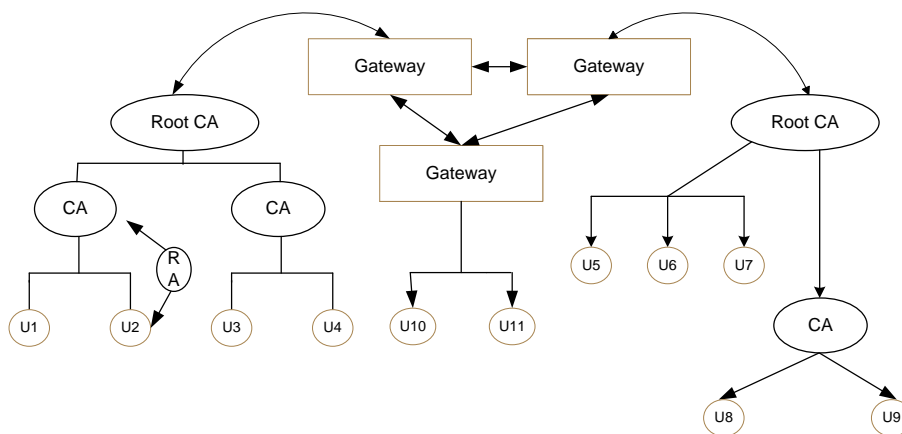 Gateway
Gateway
Root CA
Root CA
Gateway
CA
CA
R
A
U5
U6
U7
U1
U2
U3
U4
U10
U11
CA
U8
U9